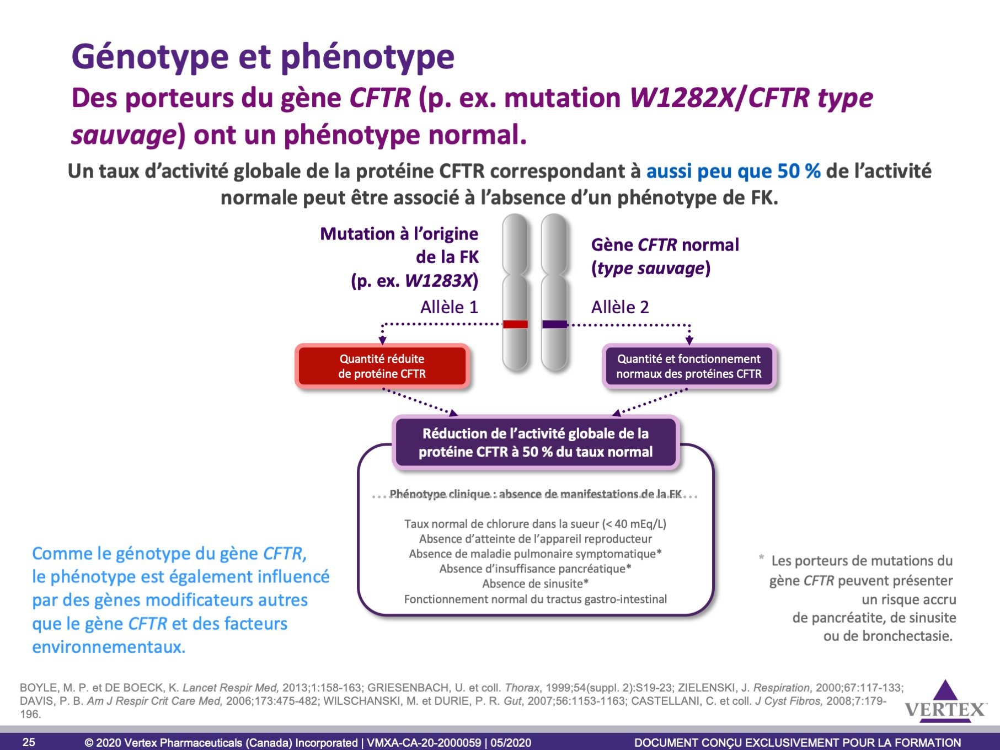 Génotype et phénotype
Des porteurs du gène CFTR (p. ex. mutation W1282X/CFTR type
sauvage) ont un phénotype normal.
Un taux d’activité globale de la protéine CFTR correspondant à aussi peu que 50 % de l’activité
normale peut être associé à l’absence d’un phénotype de FK.
Mutation à l’origine
de la FK
(p. ex. W1283X)
Allèle 1
Gène CFTR normal
(type sauvage)
Allèle 2
Quantité réduite
de protéine CFTR
Quantité et fonctionnement
normaux des protéines CFTR
Réduction de l’activité globale de la
protéine CFTR à 50 % du taux normal
Phénotype clinique : absence de manifestations de la FK
Taux normal de chlorure dans la sueur (< 40 mEq/L)
Absence d’atteinte de l’appareil reproducteur
Absence de maladie pulmonaire symptomatique*
Absence d’insuffisance pancréatique*
Absence de sinusite*
Fonctionnement normal du tractus gastro-intestinal
Comme le génotype du gène CFTR,
le phénotype est également influencé
par des gènes modificateurs autres
que le gène CFTR et des facteurs
environnementaux.
* Les porteurs de mutations du
gène CFTR peuvent présenter
un risque accru
de pancréatite, de sinusite
ou de bronchectasie.
BOYLE, M. P. et DE BOECK, K. Lancet Respir Med, 2013;1:158-163; GRIESENBACH, U. et coll. Thorax, 1999;54(suppl. 2):S19-23; ZIELENSKI, J. Respiration, 2000;67:117-133;
DAVIS, P. B. Am J Respir Crit Care Med, 2006;173:475-482; WILSCHANSKI, M. et DURIE, P. R. Gut, 2007;56:1153-1163; CASTELLANI, C. et coll. J Cyst Fibros, 2008;7:179-
196.
VERTEX
25
© 2020 Vertex Pharmaceuticals (Canada) Incorporated | VMXA-CA-20-2000059 | 05/2020
DOCUMENT CONÇU EXCLUSIVEMENT POUR LA FORMATION